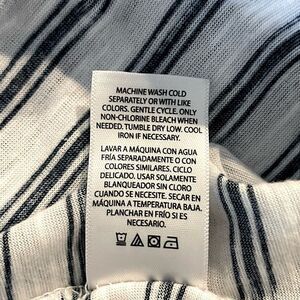 MACHINE WASH COLD
SEPARATELY OR WITH LIKE
COLORS. GENTLE CYCLE. ONLY
NON-CHLORINE BLEACH WHEN
NEEDED. TUMBLE DRY LOW. COOL
IRON IF NECESSARY.
LAVAR A MÁQUINA CON AGUA
FRÍA SEPARADAMENTE O CON
COLORES SIMILARES. CICLO
DELICADO. USAR SOLAMENTE
BLANQUEADOR SIN CLORO
CUANDO SE NECESITE. SECAR EN
MÁQUINA A TEMPERATURA BAJA.
PLANCHAR EN FRÍO SI ES
NECESARIO.